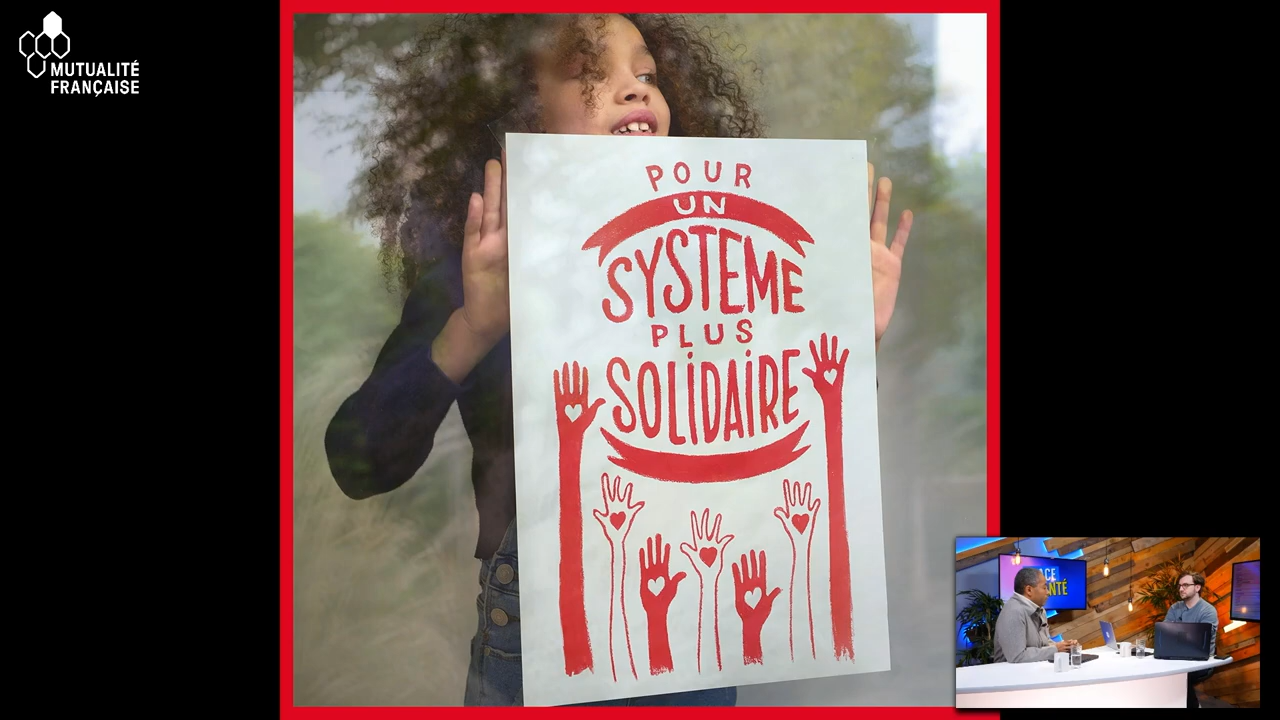 MUTUALITÉ
FRANÇAISE
POUR
UN
SYSTEME
PLUS
SOLIDAIRE